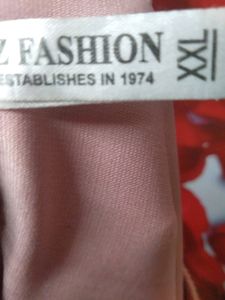 Z FASHION
ESTABLISHES IN 1974
XXL